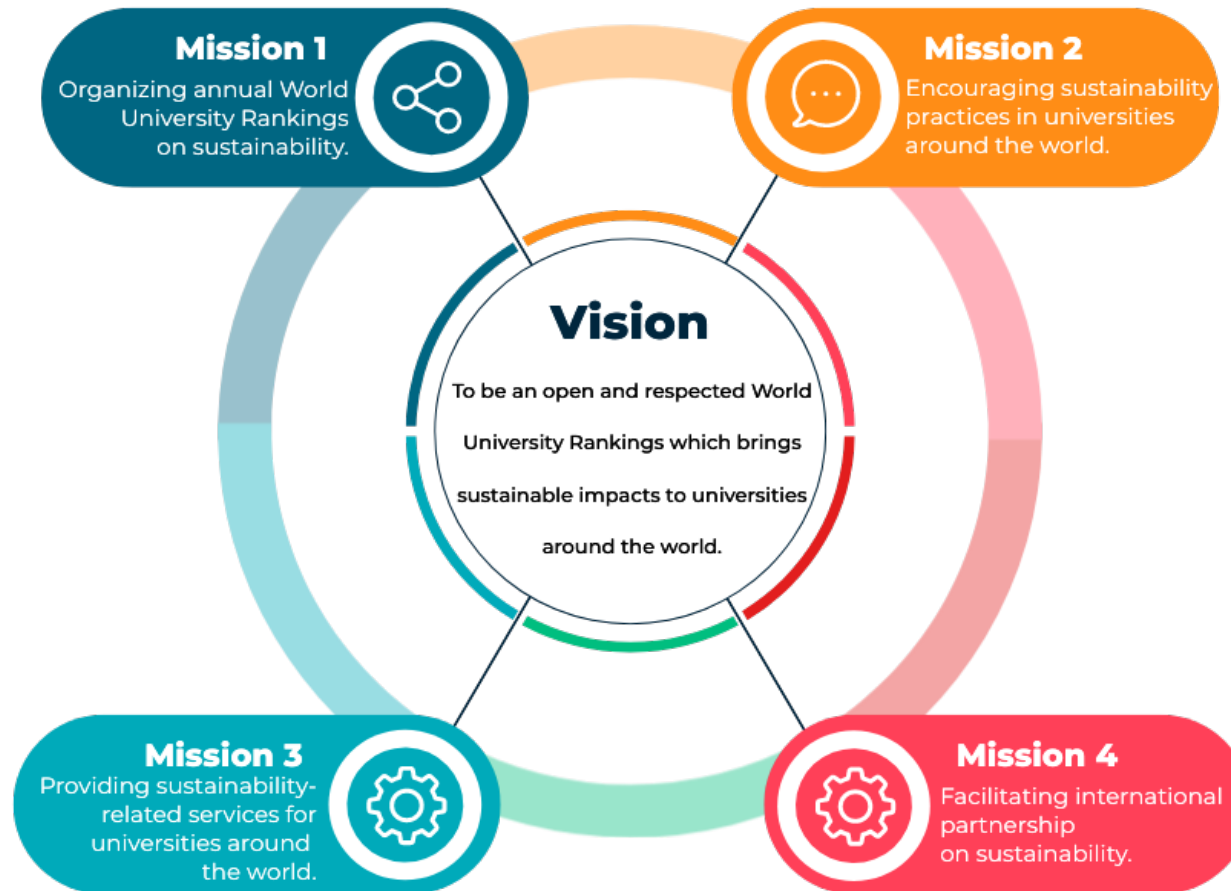 Mission 1
Organizing annual World
University Rankings
on sustainability.
Mission 2
Encouraging sustainability
practices in universities
around the world.
Vision
To be an open and respected World
University Rankings which brings
sustainable impacts to universities
around the world.
Mission 3
Providing sustainability-
related services for
universities around
the world.
Mission 4
Facilitating international
partnership
on sustainability.